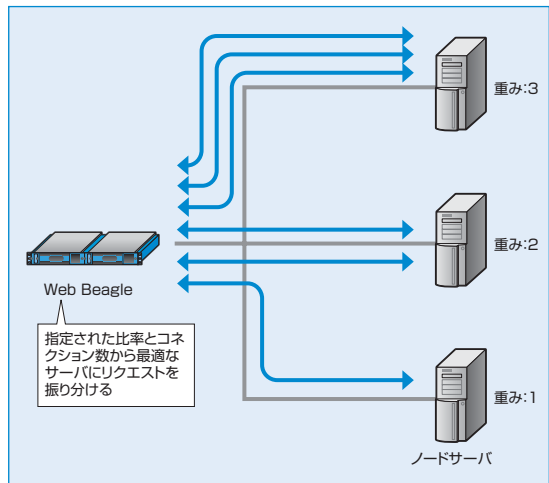 重み:3
重み:2
Web Beagle
指定された比率とコネ
クション数から最適な
サーバにリクエストを
振り分ける
重み:1
ノードサーバ